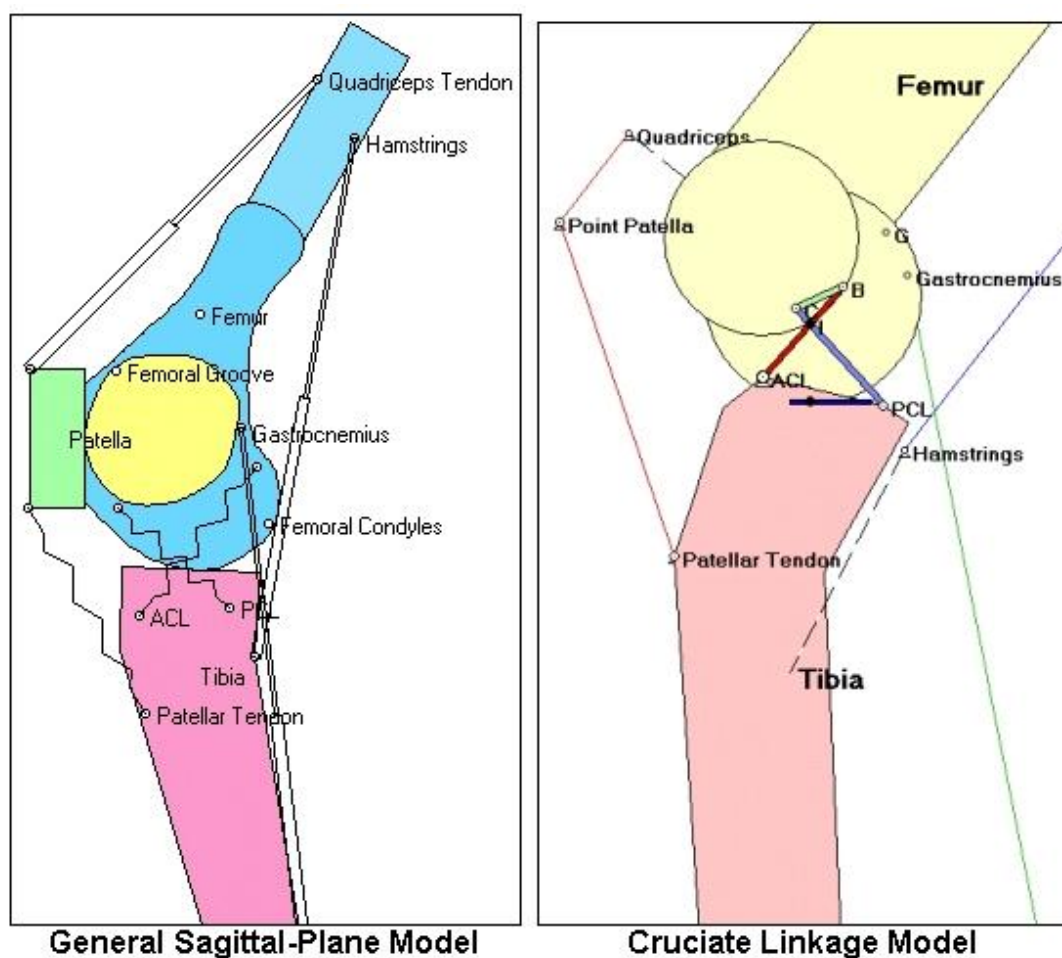 Quadriceps Tendon
Hamstrings
Femur
Femoral Groove
Patella
Gastrocnemius
Femoral Condyles
ACL
Tibia
Patellar Tendon
General Sagittal-Plane Model
Femur
Quadriceps
Point Patella
G
Gastrocnemius
B
C
I
ACL
PCL
Hamstrings
Patellar Tendon
Tibia
Cruciate Linkage Model